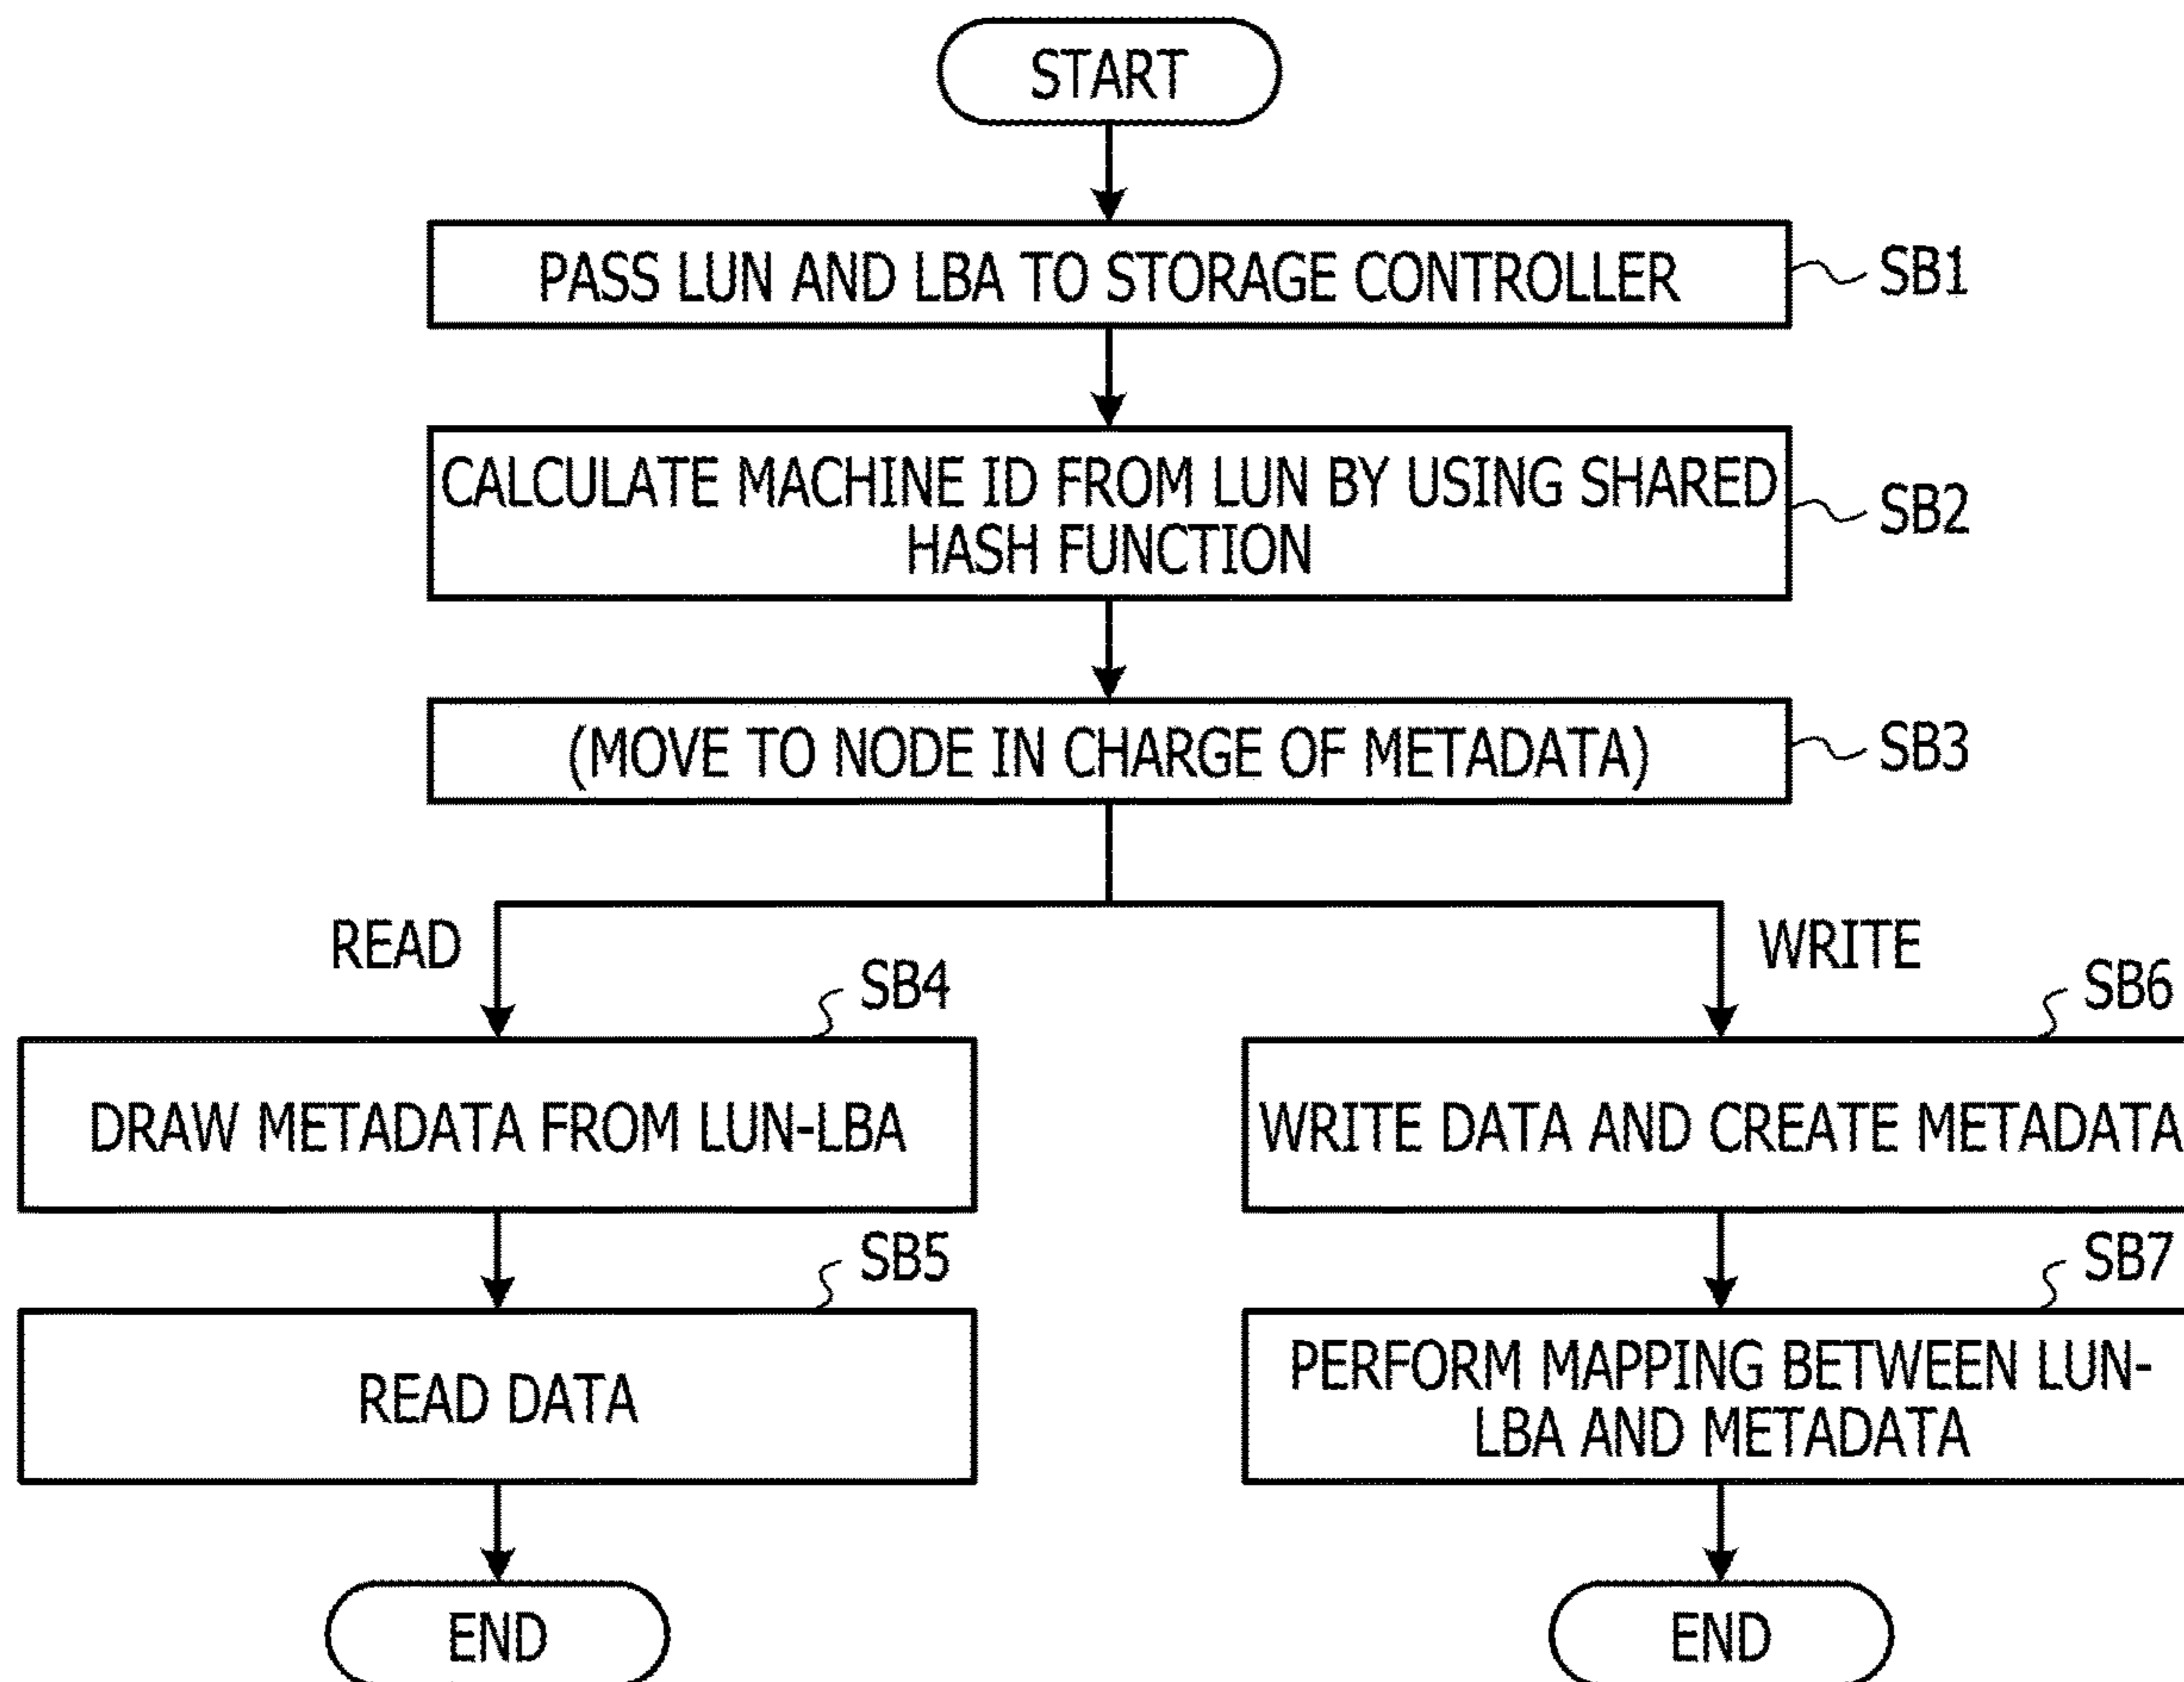 START
PASS LUN AND LBA TO STORAGE CONTROLLER
SB1
CALCULATE MACHINE ID FROM LUN BY USING SHARED
HASH FUNCTION
SB2
(MOVE TO NODE IN CHARGE OF METADATA)
SB3
READ
WRITE
SB4
SB6
DRAW METADATA FROM LUN-LBA
WRITE DATA AND CREATE METADATA
SB5
SB7
READ DATA
PERFORM MAPPING BETWEEN LUN-
LBA AND METADATA
END
END